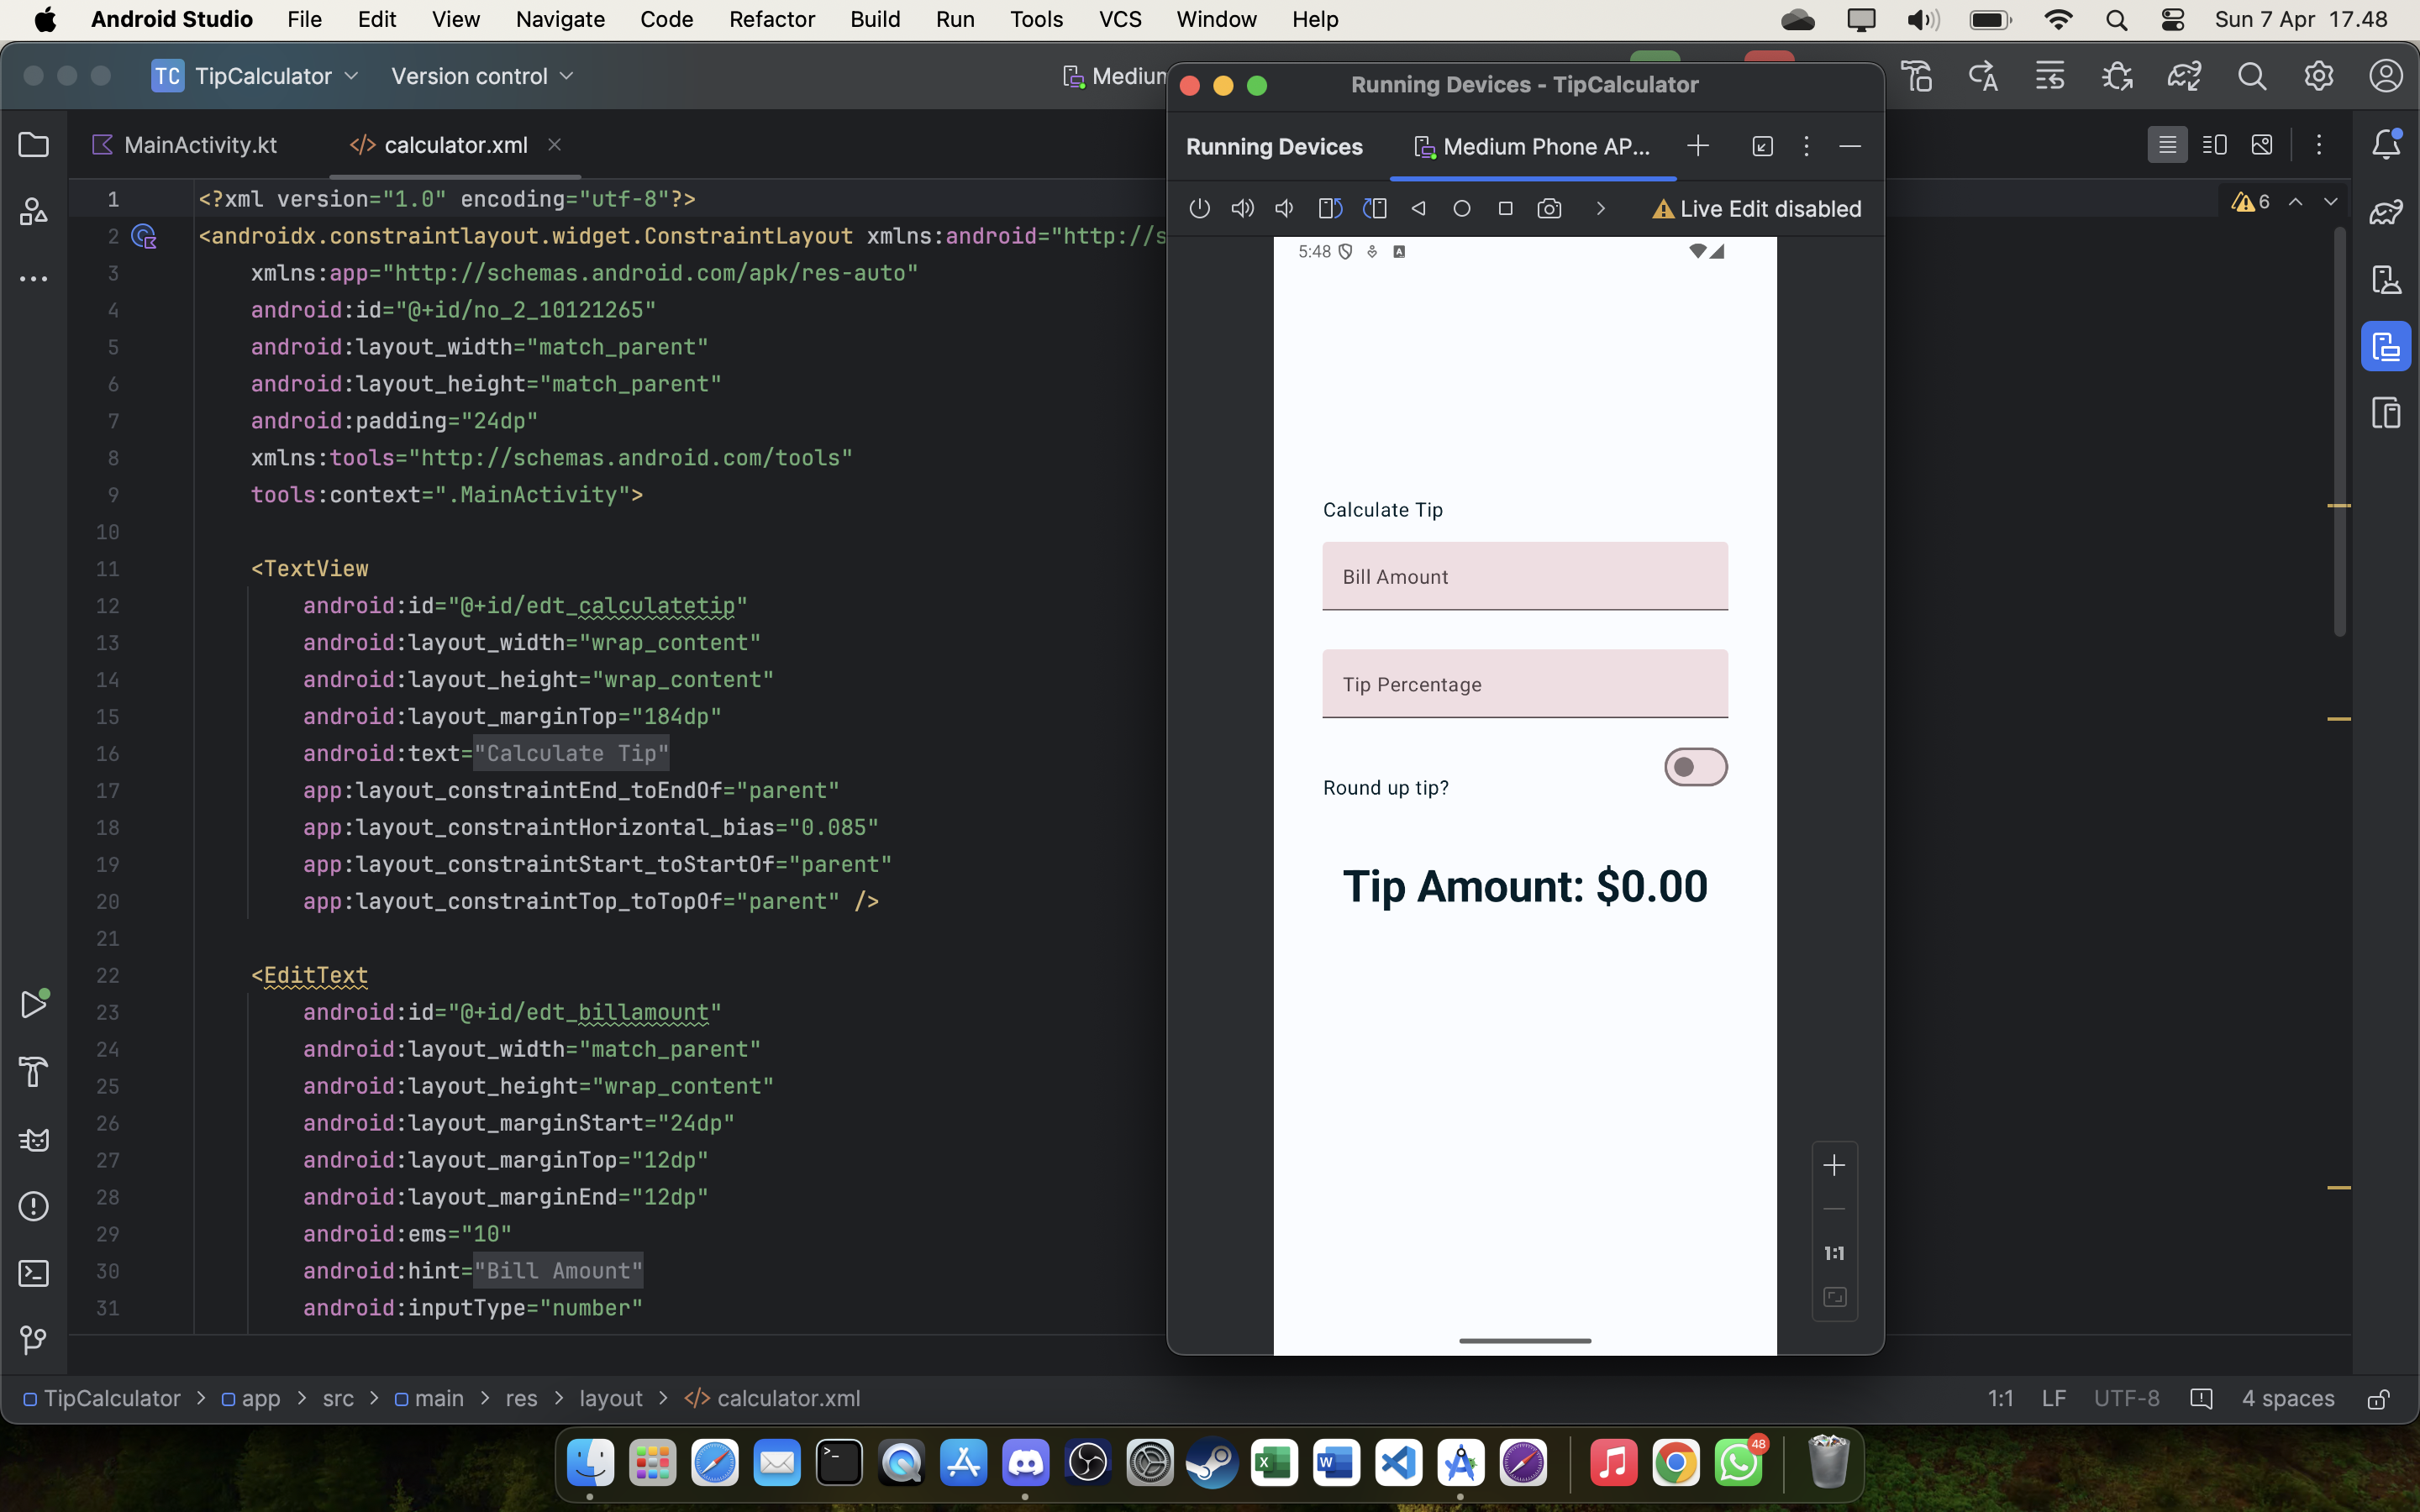 Android Studio File Edit View Navigate Code Refactor Build Run Tools VCS Window Help Sun 7 Apr 17.48
TC TipCalculator Version control
MainActivity.kt calculator.xml
1 <?xml version="1.0" encoding="utf-8"?>
2 <androidx.constraintlayout.widget.ConstraintLayout xmlns:android="http://s
3 xmlns:app="http://schemas.android.com/apk/res-auto"
4 android:id="@+id/no_2_10121265"
5 android:layout_width="match_parent"
6 android:layout_height="match_parent"
7 android:padding="24dp"
8 xmlns:tools="http://schemas.android.com/tools"
9 tools:context=".MainActivity">
10
11 <TextView
12 android:id="@+id/edt_calculatetip"
13 android:layout_width="wrap_content"
14 android:layout_height="wrap_content"
15 android:layout_marginTop="184dp"
16 android:text="Calculate Tip"
17 app:layout_constraintEnd_toEndOf="parent"
18 app:layout_constraintHorizontal_bias="0.085"
19 app:layout_constraintStart_toStartOf="parent"
20 app:layout_constraintTop_toTopOf="parent" />
21
22 <EditText
23 android:id="@+id/edt_billamount"
24 android:layout_width="match_parent"
25 android:layout_height="wrap_content"
26 android:layout_marginStart="24dp"
27 android:layout_marginTop="12dp"
28 android:layout_marginEnd="12dp"
29 android:ems="10"
30 android:hint="Bill Amount"
31 android:inputType="number"
6
Running Devices - TipCalculator
Running Devices Medium Phone AP...
Live Edit disabled
5:48
Calculate Tip
Bill Amount
Tip Percentage
Round up tip?
Tip Amount: $0.00
1:1
TipCalculator > app > src > main > res > layout > calculator.xml
1:1 LF UTF-8 4 spaces
48